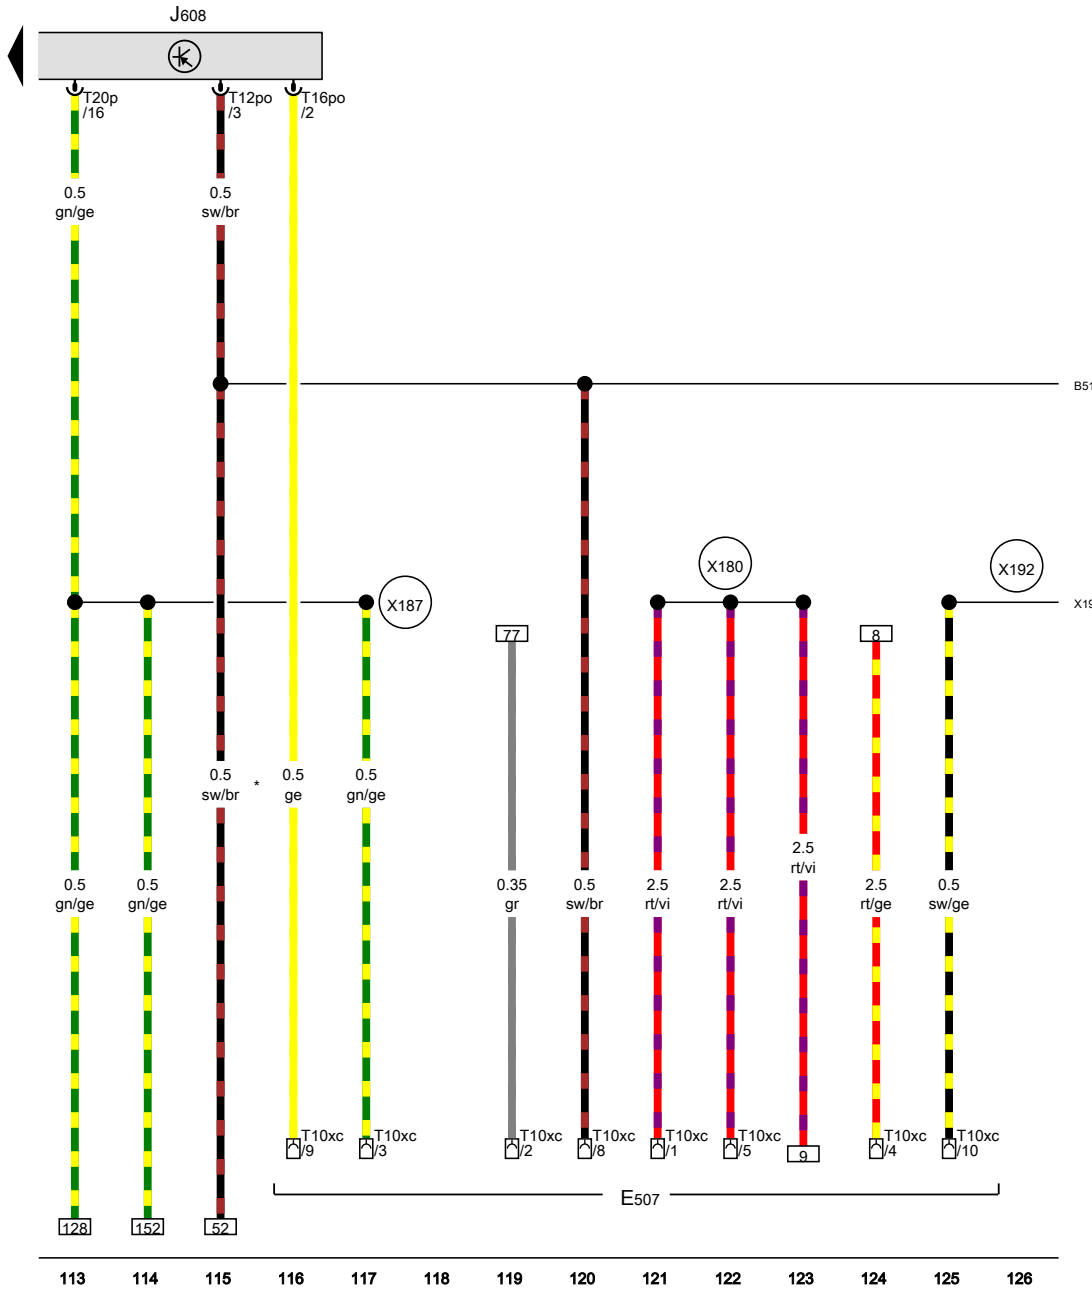 J608
T20p
/16
T12po
/3
T16po
/2
0.5
gn/ge
0.5
sw/br
B51
X180
X192
X187
X19
77
8
0.5
sw/br
*
0.5
ge
0.5
gn/ge
2.5
rt/vi
0.5
gn/ge
0.5
gn/ge
0.35
gr
0.5
sw/br
2.5
rt/vi
2.5
rt/vi
2.5
rt/ge
0.5
sw/ge
T10xc
/9
T10xc
/3
T10xc
/2
T10xc
/8
T10xc
/1
T10xc
/5
9
T10xc
/4
T10xc
/10
E507
128
152
52
113 114 115 116 117 118 119 120 121 122 123 124 125 126